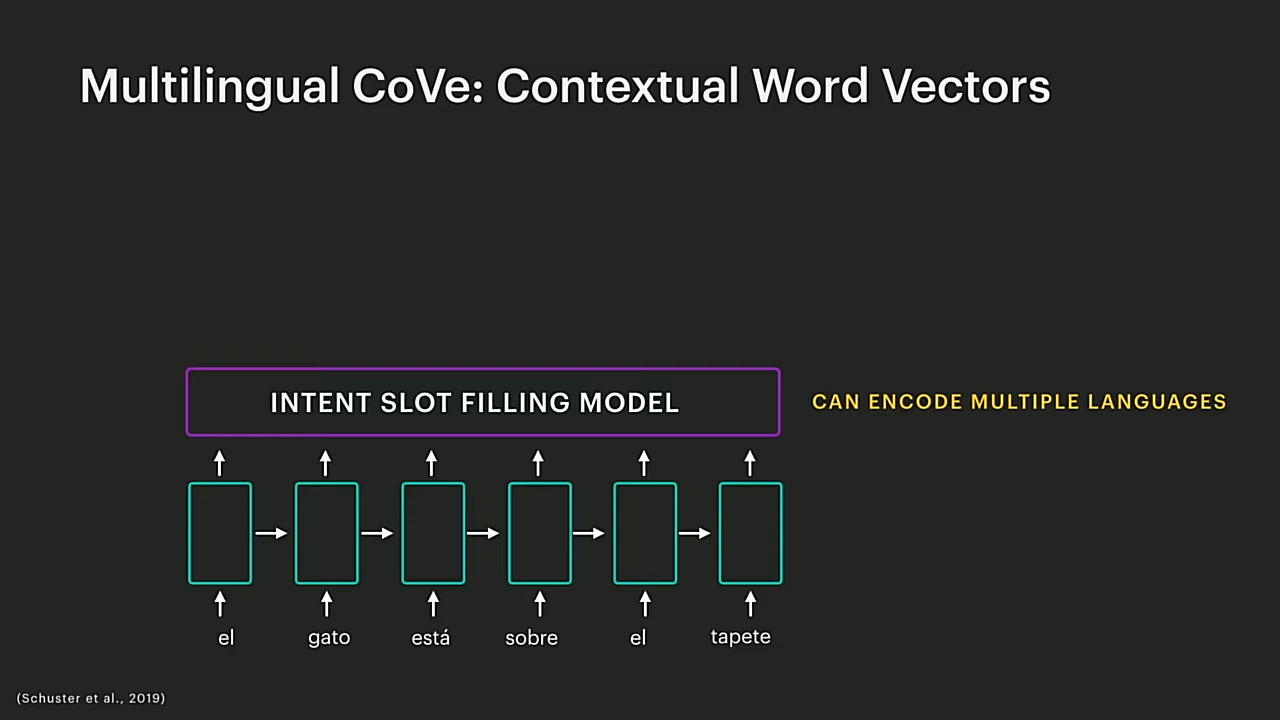 Multilingual CoVe: Contextual Word Vectors
INTENT SLOT FILLING MODEL
CAN ENCODE MULTIPLE LANGUAGES
el gato está sobre el tapete
(Schuster et al., 2019)